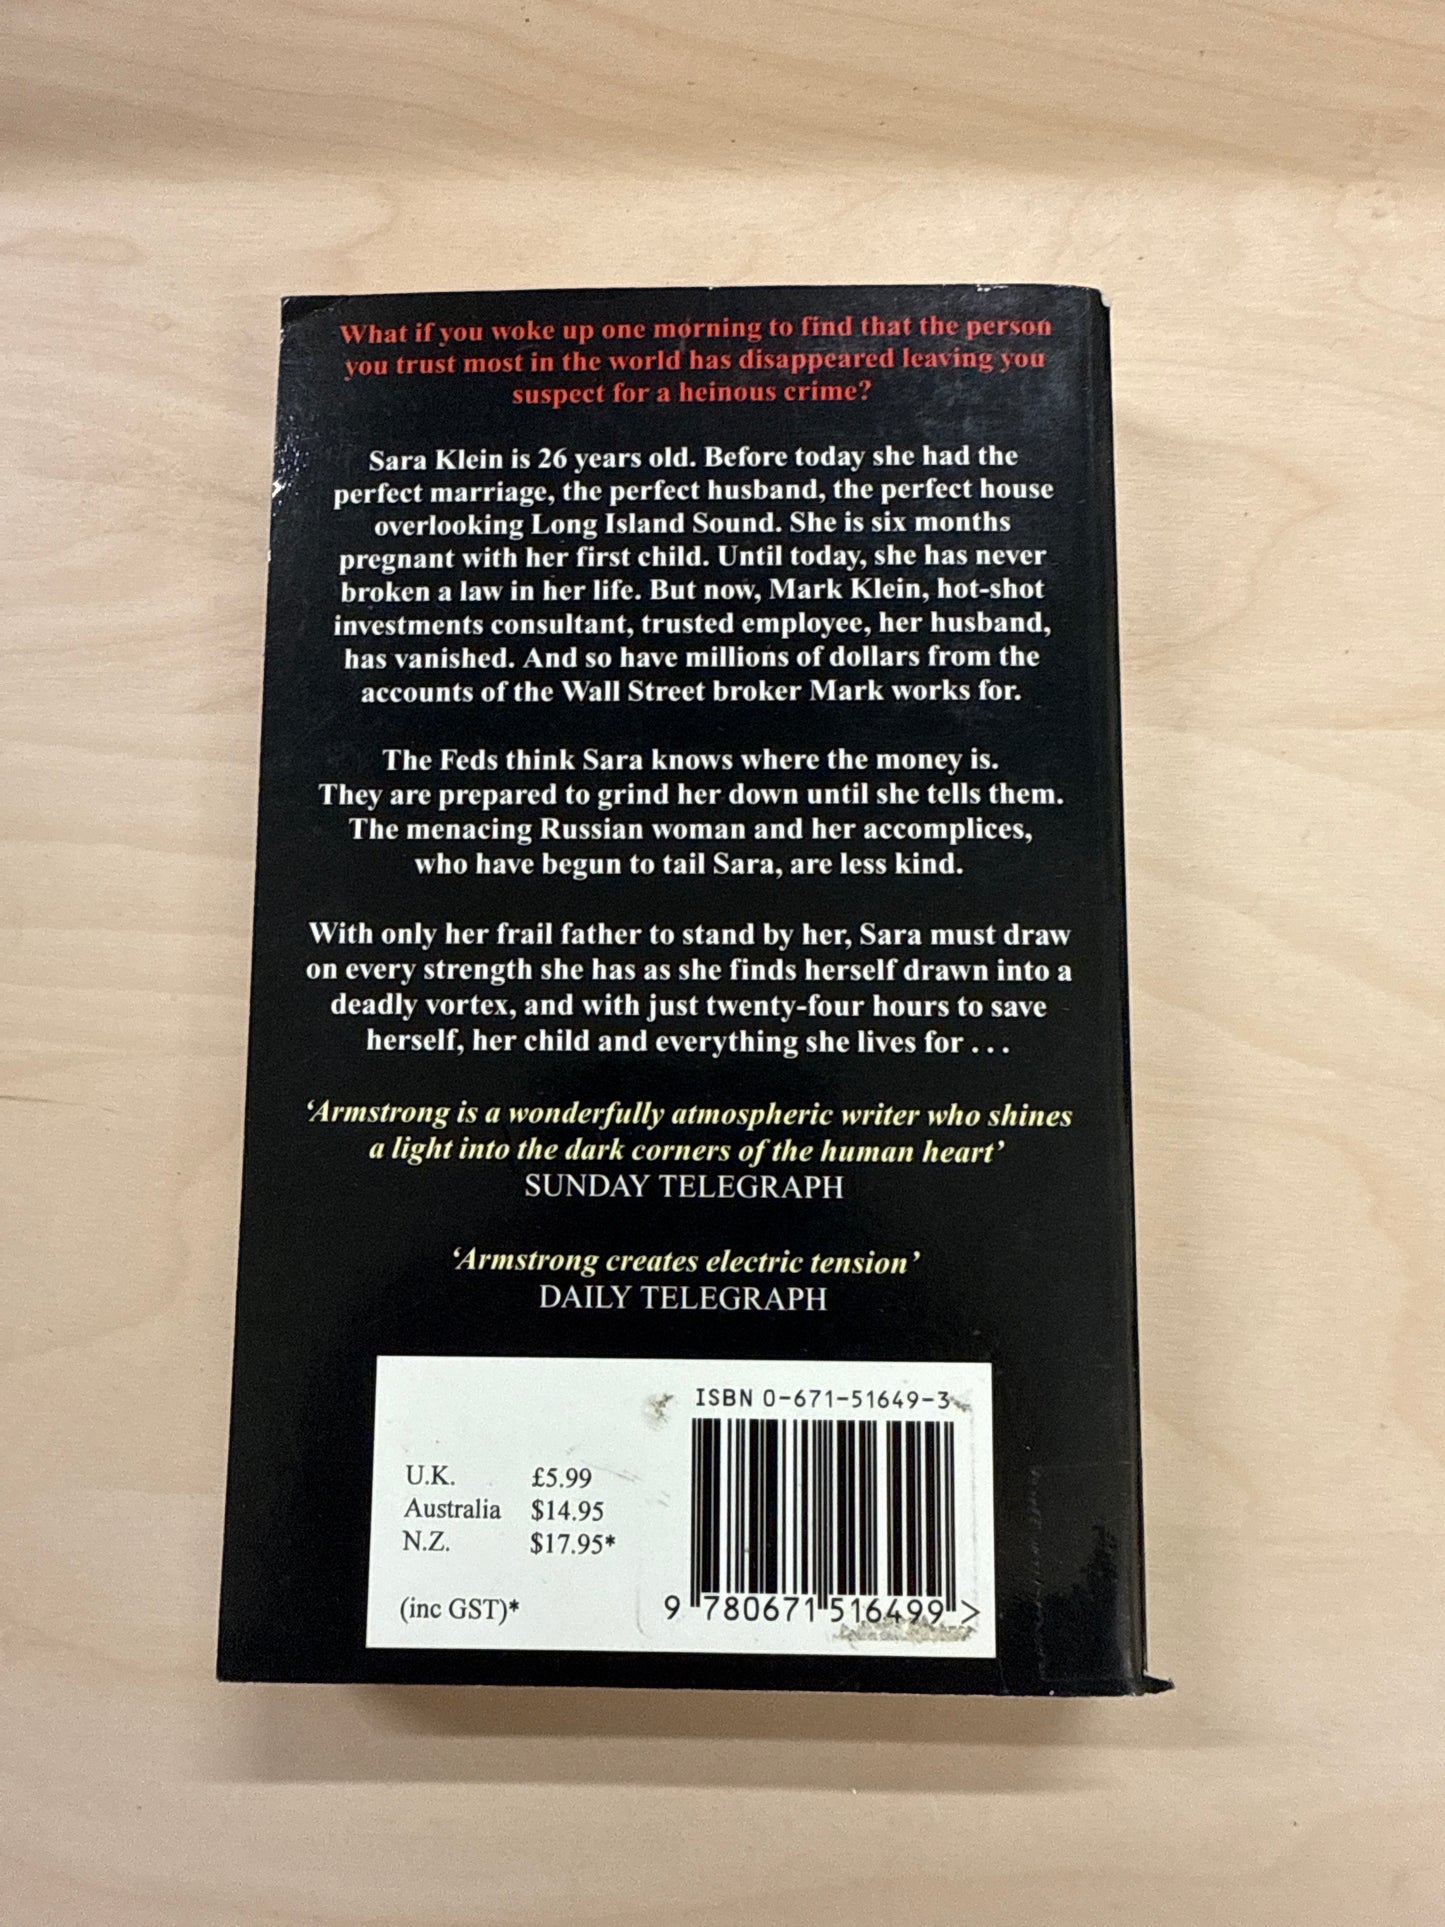 What if you woke up one morning to find that the person
you trust most in the world has disappeared leaving you
suspect for a heinous crime?
Sara Klein is 26 years old. Before today she had the
perfect marriage, the perfect husband, the perfect house
overlooking Long Island Sound. She is six months
pregnant with her first child. Until today, she has never
broken a law in her life. But now, Mark Klein, hot-shot
investments consultant, trusted employee, her husband,
has vanished. And so have millions of dollars from the
accounts of the Wall Street broker Mark works for.
The Feds think Sara knows where the money is.
They are prepared to grind her down until she tells them.
The menacing Russian woman and her accomplices,
who have begun to tail Sara, are less kind.
With only her frail father to stand by her, Sara must draw
on every strength she has as she finds herself drawn into a
deadly vortex, and with just twenty-four hours to save
herself, her child and everything she lives for . . .
‘Armstrong is a wonderfully atmospheric writer who shines
a light into the dark corners of the human heart’
SUNDAY TELEGRAPH
‘Armstrong creates electric tension’
DAILY TELEGRAPH
ISBN 0-671-51649-3
U.K. £5.99
Australia $14.95
N.Z. $17.95*
(inc GST)*
9 780671 516499 >